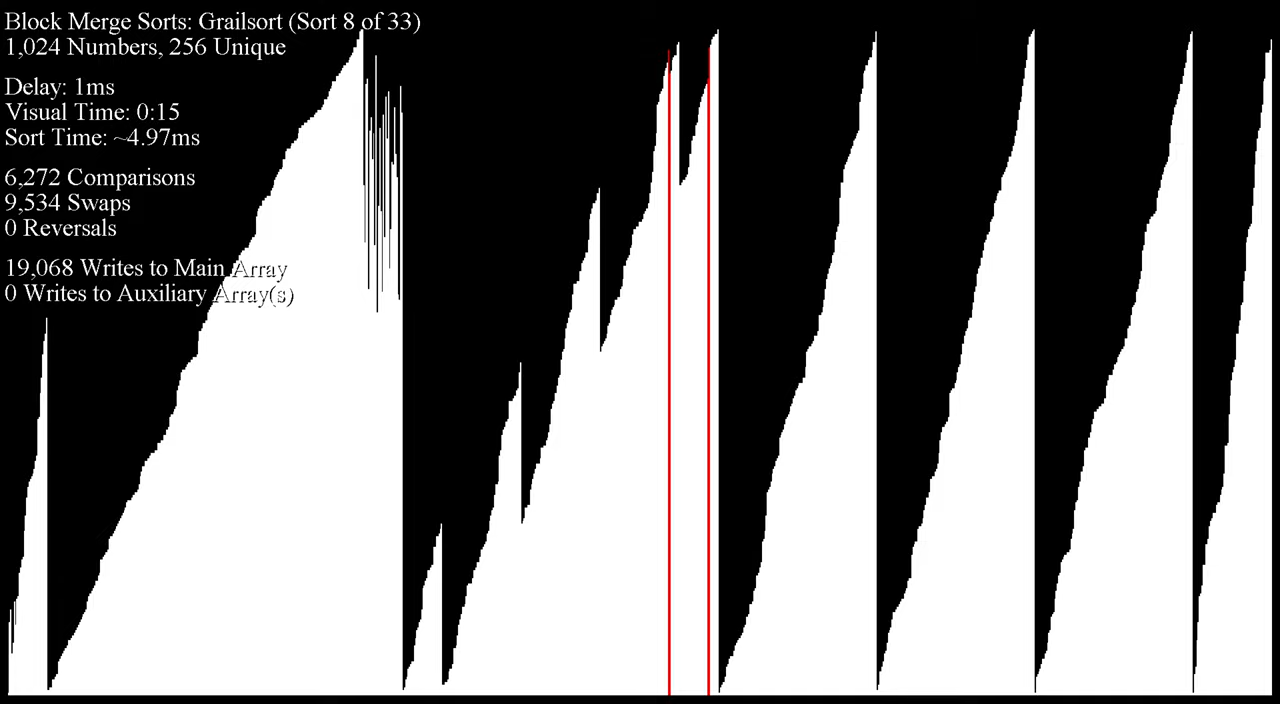 Block Merge Sorts: Grailsort (Sort 8 of 33)
1,024 Numbers, 256 Unique
Delay: 1ms
Visual Time: 0:15
Sort Time: ~4.97ms
6,272 Comparisons
9,534 Swaps
0 Reversals
19,068 Writes to Main Array
0 Writes to Auxiliary Array(s)